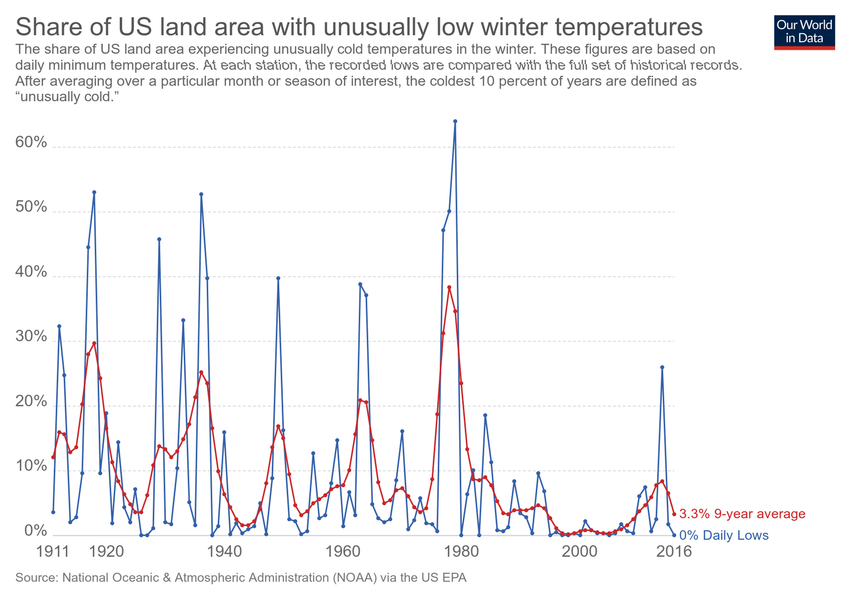 Share of US land area with unusually low winter temperatures
Our World
in Data
The share of US land area experiencing unusually cold temperatures in the winter. These figures are based on
daily minimum temperatures. At each station, the recorded lows are compared with the full set of historical records.
After averaging over a particular month or season of interest, the coldest 10 percent of years are defined as
“unusually cold.”
60%
50%
40%
30%
20%
10%
0%
3.3% 9-year average
0% Daily Lows
1911 1920 1940 1960 1980 2000 2016
Source: National Oceanic & Atmospheric Administration (NOAA) via the US EPA